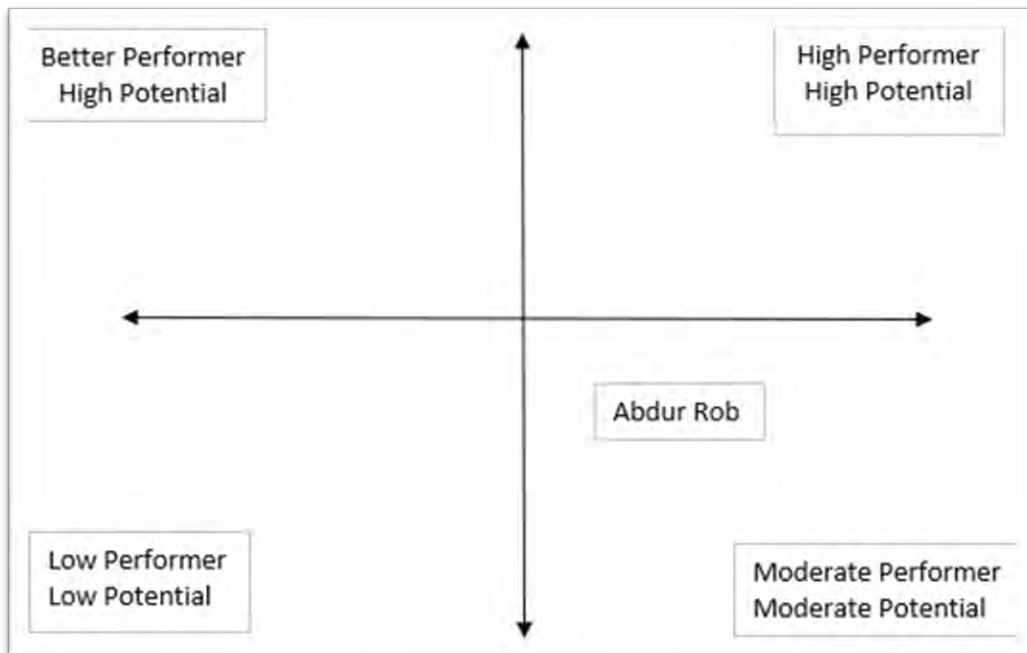 Better Performer
High Potential
High Performer
High Potential
Abdur Rob
Low Performer
Low Potential
Moderate Performer
Moderate Potential